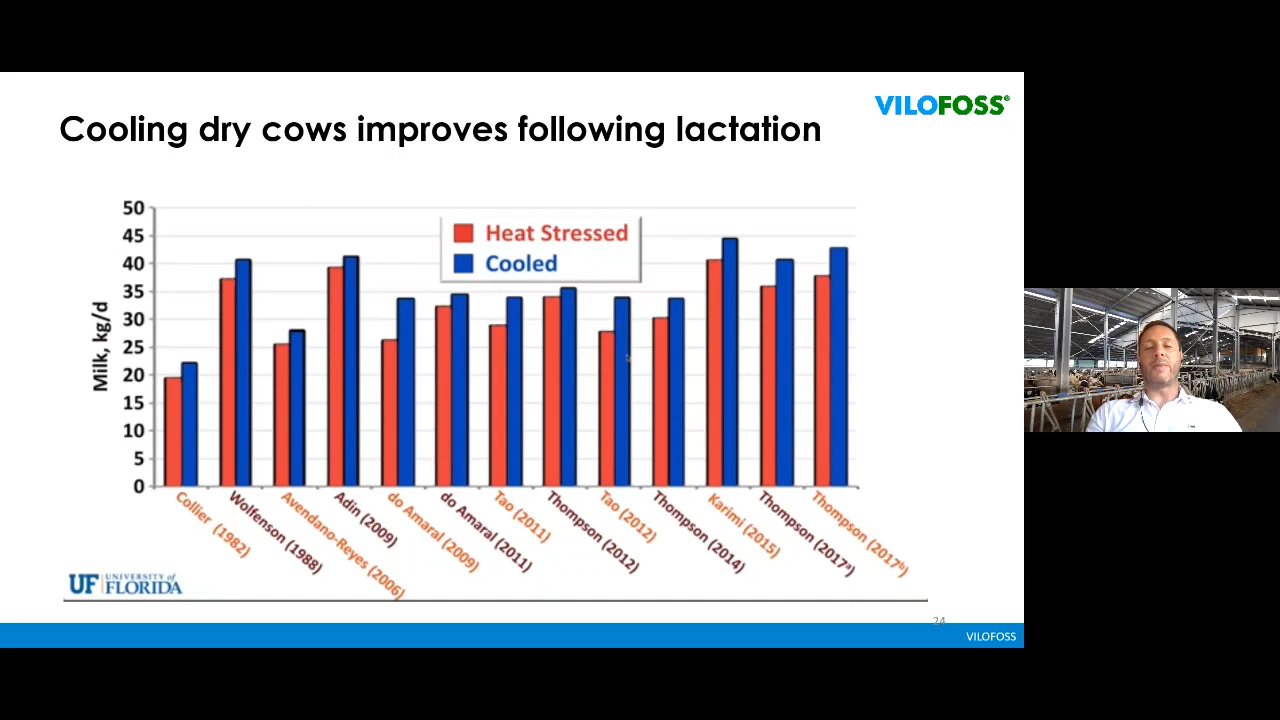 VILOFOSS®
Cooling dry cows improves following lactation
Milk, kg/d
50
45
40
35
30
25
20
15
10
5
0
Heat Stressed
Cooled
Collier (1982)
Wolfenson (1988)
Avendano-Reyes (2006)
Adin (2009)
do Amaral (2009)
do Amaral (2011)
Tao (2011)
Thompson (2012)
Tao (2012)
Thompson (2014)
Karimi (2015)
Thompson (2017ᵃ)
Thompson (2017ᵇ)
UF UNIVERSITY of
FLORIDA
24
VILOFOSS